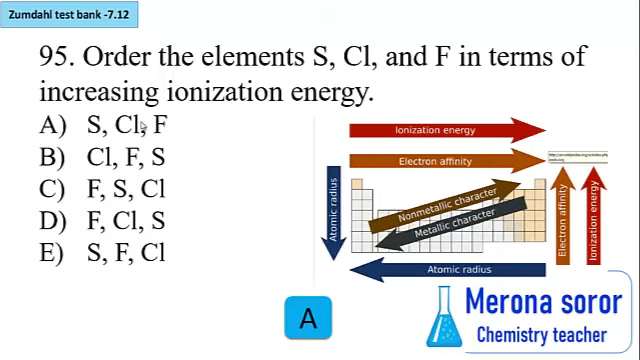 Zumdahl test bank -7.12
95. Order the elements S, Cl, and F in terms of
increasing ionization energy.
A) S, Cl, F
B) Cl, F, S
C) F, S, Cl
D) F, Cl, S
E) S, F, Cl
Ionization energy
Electron affinity
Atomic radius
Nonmetallic character
Metallic character
Electron affinity
Ionization energy
Atomic radius
A
Merona soror
Chemistry teacher